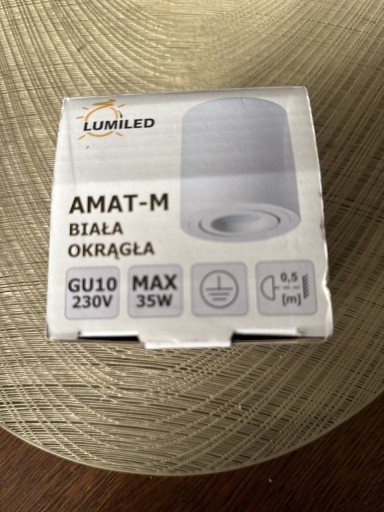 LUMILED
AMAT-M
BIAŁA
OKRĄGŁA
GU10
230V
MAX
35W
0,5
[m]